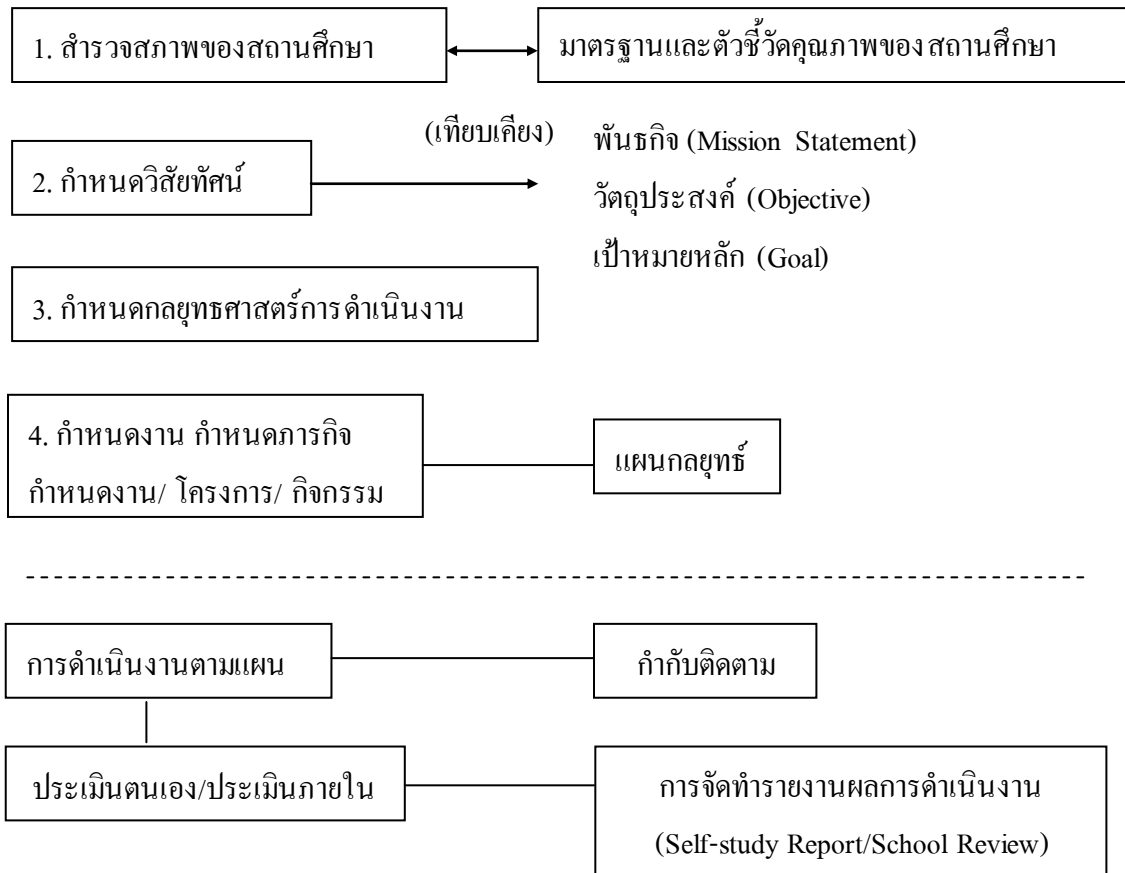 1. สำรวจสภาพของสถานศึกษา
มาตรฐานและตัวชี้วัดคุณภาพของสถานศึกษา
(เทียบเคียง)
พันธกิจ (Mission Statement)
2. กำหนดวิสัยทัศน์
วัตถุประสงค์ (Objective)
เป้าหมายหลัก (Goal)
3. กำหนดกลยุทธศาสตร์การดำเนินงาน
4. กำหนดงาน กำหนดภารกิจ
กำหนดงาน/ โครงการ/ กิจกรรม
แผนกลยุทธ์
การดำเนินงานตามแผน
กำกับติดตาม
ประเมินตนเอง/ประเมินภายใน
การจัดทำรายงานผลการดำเนินงาน
(Self-study Report/School Review)